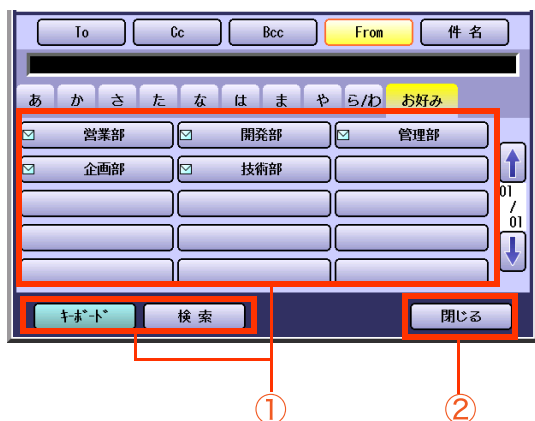 To Cc Bcc From 件 名
あ か さ た な は ま や ら/わ お好み
営業部 開発部 管理部
企画部 技術部
01
/
01
ｷｰﾎﾞｰﾄﾞ 検 索 閉じる
① ②